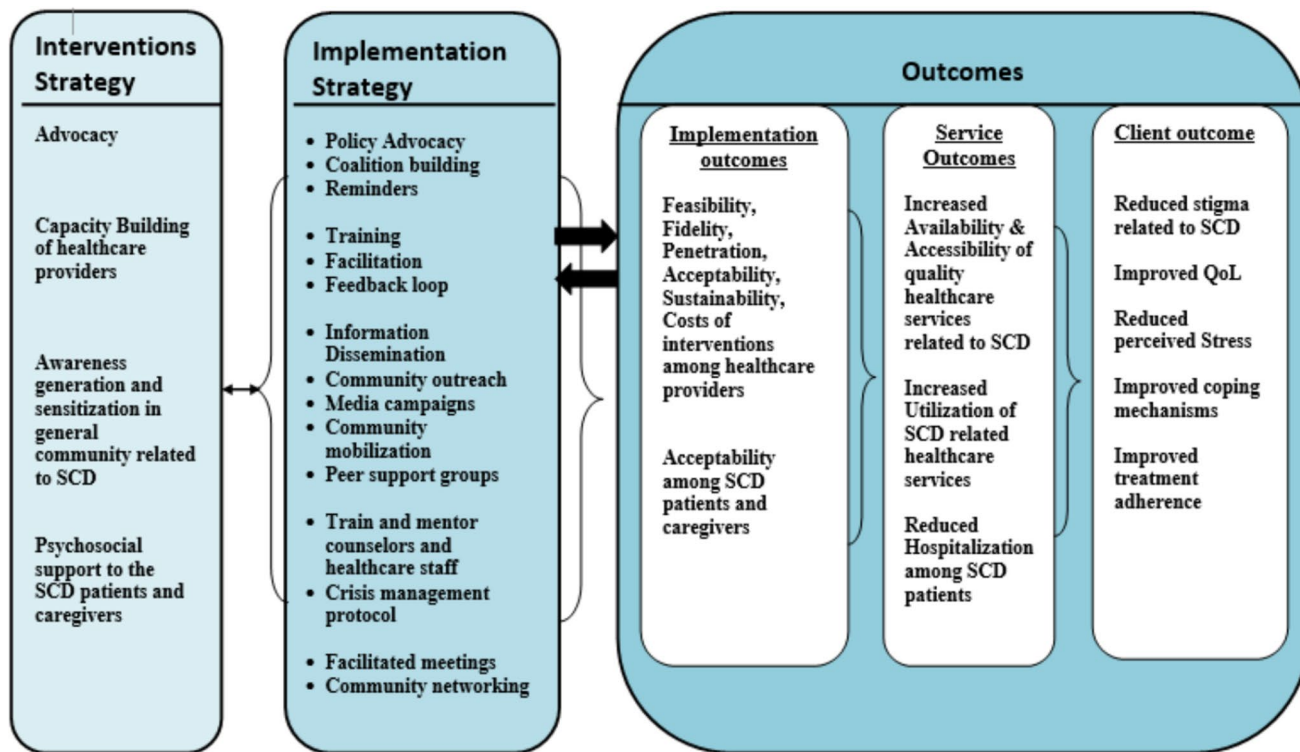 Interventions
Strategy
Advocacy
Capacity Building
of healthcare
providers
Awareness
generation and
sensitization in
general
community related
to SCD
Psychosocial
support to the
SCD patients and
caregivers
Implementation
Strategy
• Policy Advocacy
• Coalition building
• Reminders
• Training
• Facilitation
• Feedback loop
• Information
Dissemination
• Community outreach
• Media campaigns
• Community
mobilization
• Peer support groups
• Train and mentor
counselors and
healthcare staff
• Crisis management
protocol
• Facilitated meetings
• Community networking
Outcomes
Implementation
outcomes
Feasibility,
Fidelity,
Penetration,
Acceptability,
Sustainability,
Costs of
interventions
among healthcare
providers
Acceptability
among SCD
patients and
caregivers
Service
Outcomes
Increased
Availability &
Accessibility of
quality
healthcare
services
related to SCD
Increased
Utilization of
SCD related
healthcare
services
Reduced
Hospitalization
among SCD
patients
Client outcome
Reduced stigma
related to SCD
Improved QoL
Reduced
perceived Stress
Improved coping
mechanisms
Improved
treatment
adherence